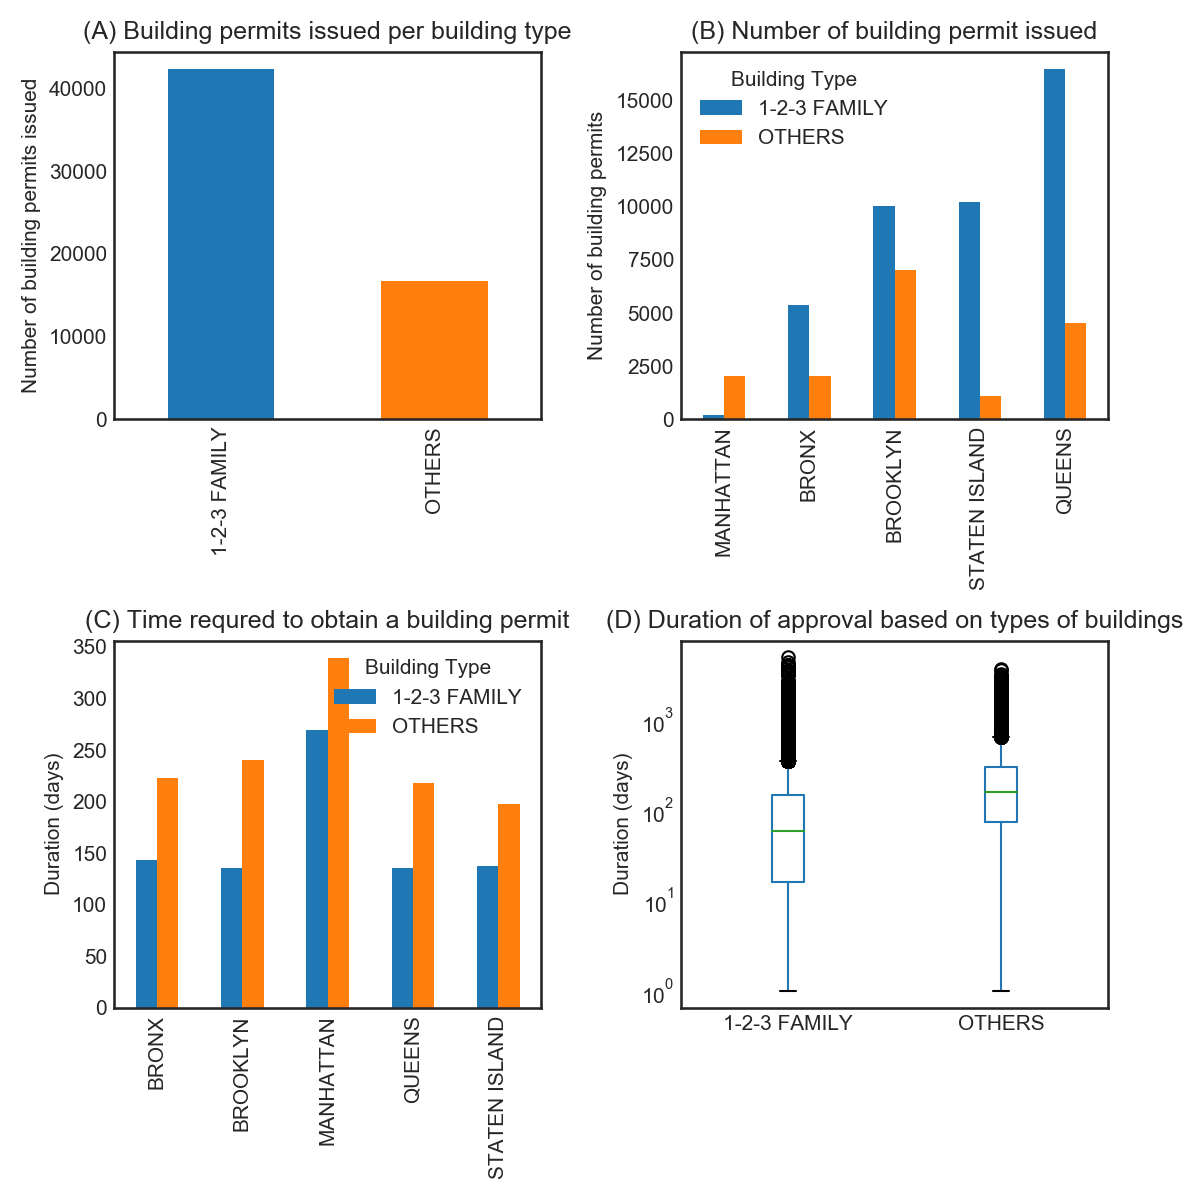 (A) Building permits issued per building type
Number of building permits issued
40000
30000
20000
10000
0
1-2-3 FAMILY
OTHERS
(B) Number of building permit issued
Number of building permits
15000
12500
10000
7500
5000
2500
0
Building Type
1-2-3 FAMILY
OTHERS
MANHATTAN
BRONX
BROOKLYN
STATEN ISLAND
QUEENS
(C) Time requred to obtain a building permit
Duration (days)
350
300
250
200
150
100
50
0
Building Type
1-2-3 FAMILY
OTHERS
BRONX
BROOKLYN
MANHATTAN
QUEENS
STATEN ISLAND
(D) Duration of approval based on types of buildings
Duration (days)
10³
10²
10¹
10⁰
1-2-3 FAMILY
OTHERS